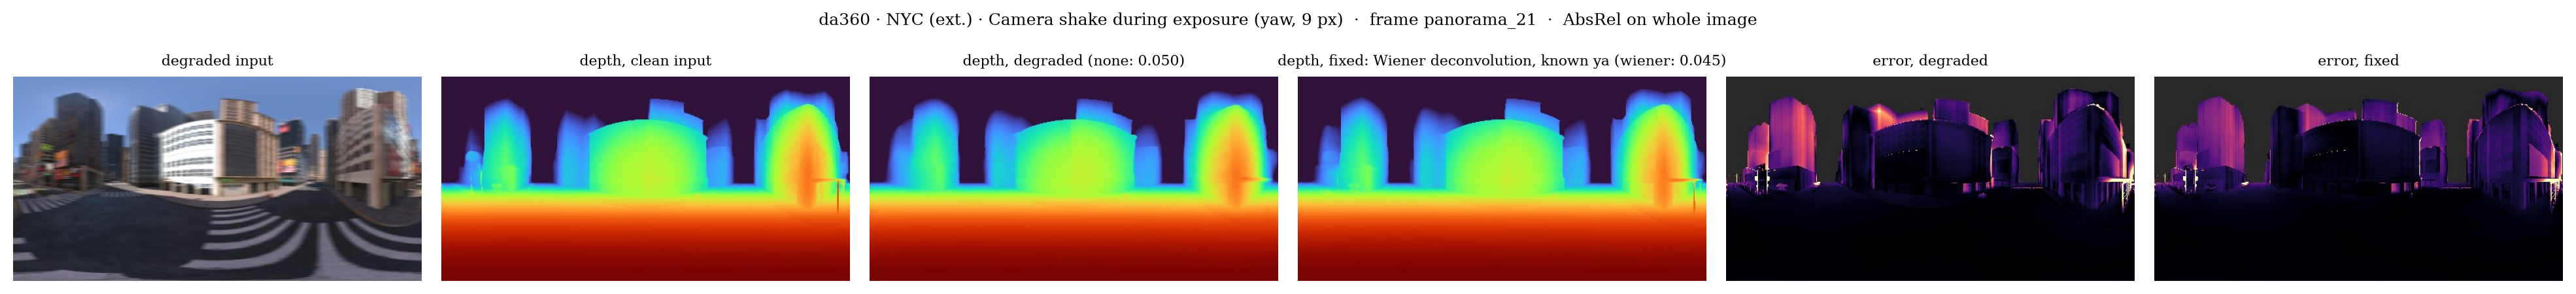 da360 · NYC (ext.) · Camera shake during exposure (yaw, 9 px)  ·  frame panorama_21  ·  AbsRel on whole image
degraded input
depth, clean input
depth, degraded (none: 0.050)
depth, fixed: Wiener deconvolution, known ya (wiener: 0.045)
error, degraded
error, fixed